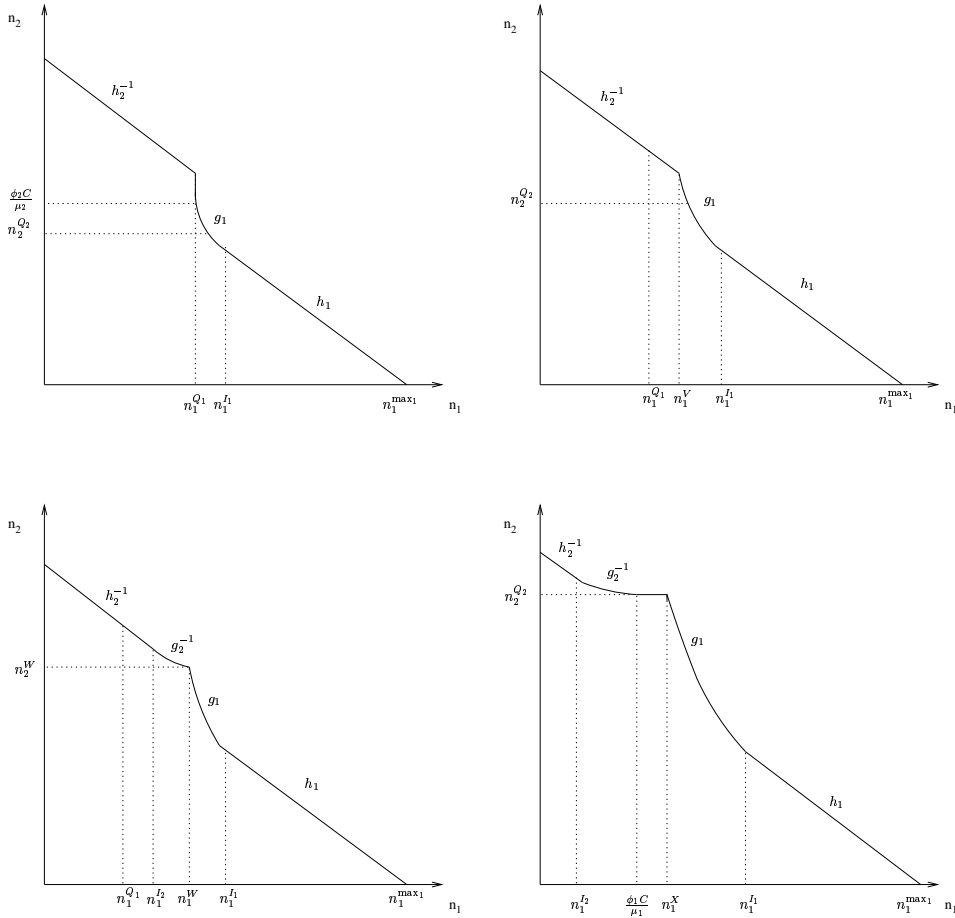 n₂
h₂⁻¹
ϕ₂C/μ₂
n₂^{Q₂}
g₁
h₁
n₁^{Q₁} n₁^{I₁} n₁^{max₁} n₁
n₂
h₂⁻¹
n₂^{Q₂}
g₁
h₁
n₁^{Q₁} n₁^V n₁^{I₁} n₁^{max₁} n₁
n₂
h₂⁻¹
g₂⁻¹
n₂^W
g₁
h₁
n₁^{Q₁} n₁^{I₂} n₁^W n₁^{I₁} n₁^{max₁} n₁
n₂
h₂⁻¹
g₂⁻¹
n₂^{Q₂}
g₁
h₁
n₁^{I₂} ϕ₁C/μ₁ n₁^X n₁^{I₁} n₁^{max₁} n₁